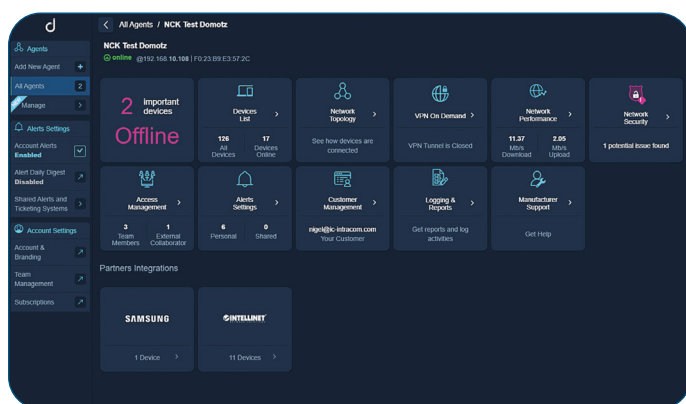 d
All Agents / NCK Test Domotz
Agents
Add New Agent +
All Agents 2
Manage
Alerts Settings
Account Alerts
Enabled
Alert Daily Digest
Disabled
Shared Alerts and
Ticketing Systems
Account Settings
Account &
Branding
Team
Management
Subscriptions
NCK Test Domotz
online @192.168.10.108 | F0:23:B9:E3:57:2C
2 important
devices
Offline
Devices
List
126 17
All Devices
Devices Online
Network
Topology
See how devices are
connected
VPN On Demand
VPN Tunnel is Closed
Network
Performance
11.37 2.05
Mb/s Mb/s
Download Upload
Network
Security
1 potential issue found
Access
Management
3 1
Team External
Members Collaborator
Alerts
Settings
6 0
Personal Shared
Customer
Management
nigel@ic-intracom.com
Your Customer
Logging &
Reports
Get reports and log
activities
Manufacturer
Support
Get Help
Partners Integrations
SAMSUNG
1 Device
INTELLINET
11 Devices